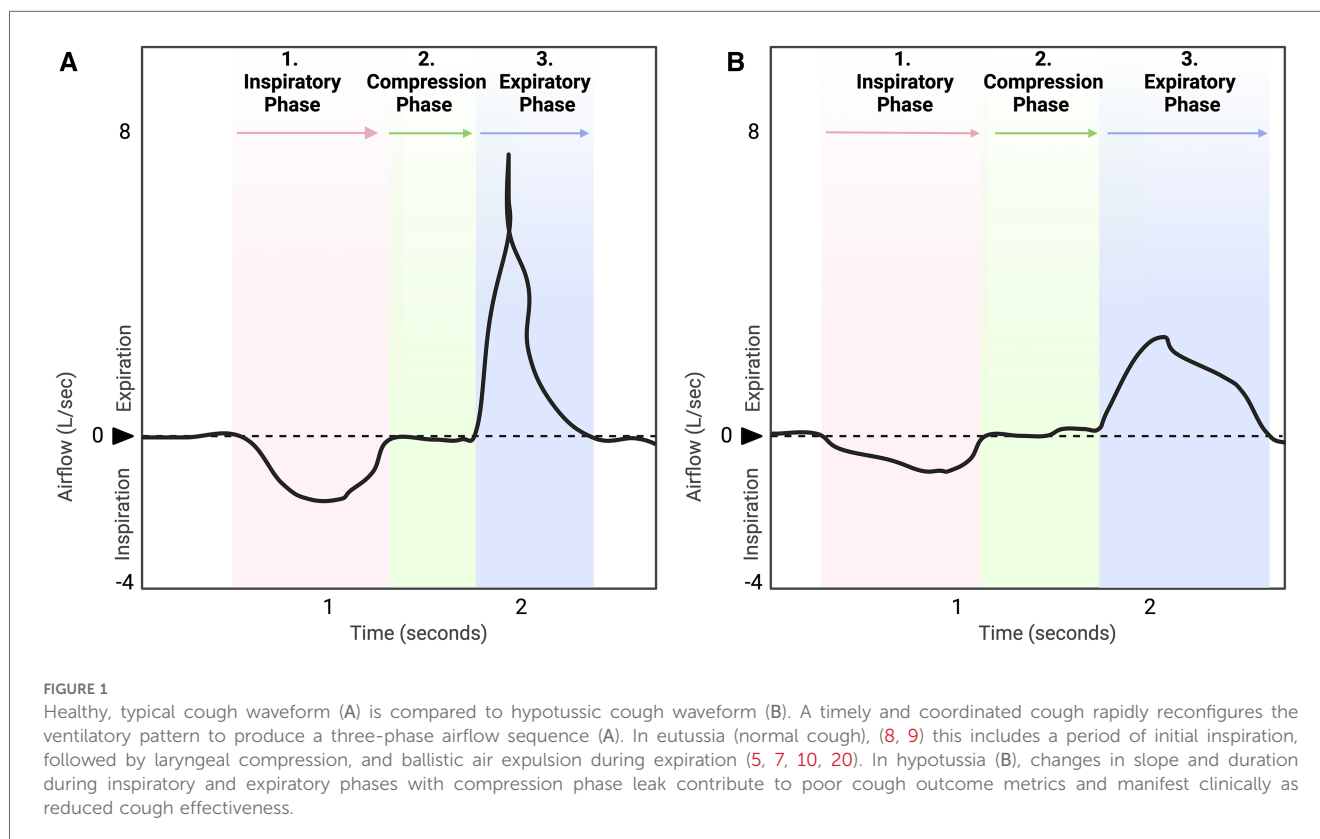 A
1.
Inspiratory
Phase
2.
Compression
Phase
3.
Expiratory
Phase
8
0
-4
Airflow (L/sec)
Inspiration
Expiration
1
2
Time (seconds)
B
1.
Inspiratory
Phase
2.
Compression
Phase
3.
Expiratory
Phase
8
0
-4
Airflow (L/sec)
Inspiration
Expiration
1
2
Time (seconds)
FIGURE 1
Healthy, typical cough waveform (A) is compared to hypotussic cough waveform (B). A timely and coordinated cough rapidly reconfigures the
ventilatory pattern to produce a three-phase airflow sequence (A). In eutussia (normal cough), (8, 9) this includes a period of initial inspiration,
followed by laryngeal compression, and ballistic air expulsion during expiration (5, 7, 10, 20). In hypotussia (B), changes in slope and duration
during inspiratory and expiratory phases with compression phase leak contribute to poor cough outcome metrics and manifest clinically as
reduced cough effectiveness.